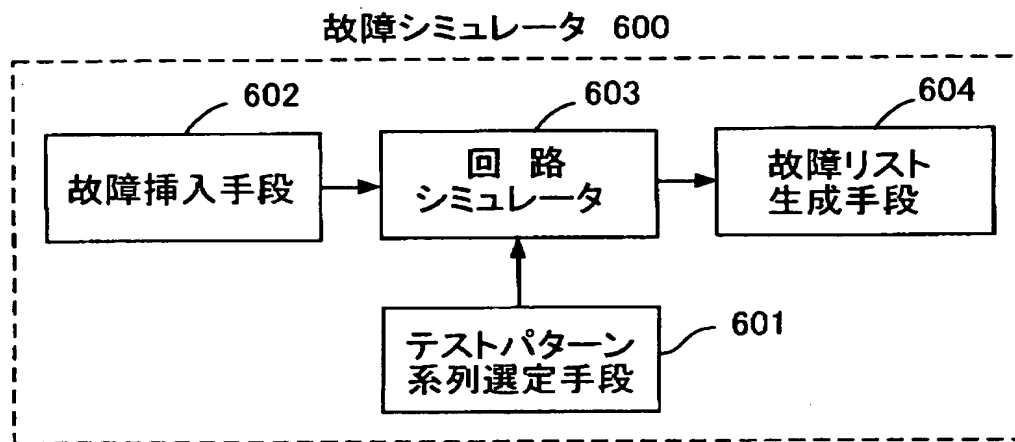 故障シミュレータ 600
602
603
604
故障挿入手段
回 路
シミュレータ
故障リスト
生成手段
601
テストパターン
系列選定手段